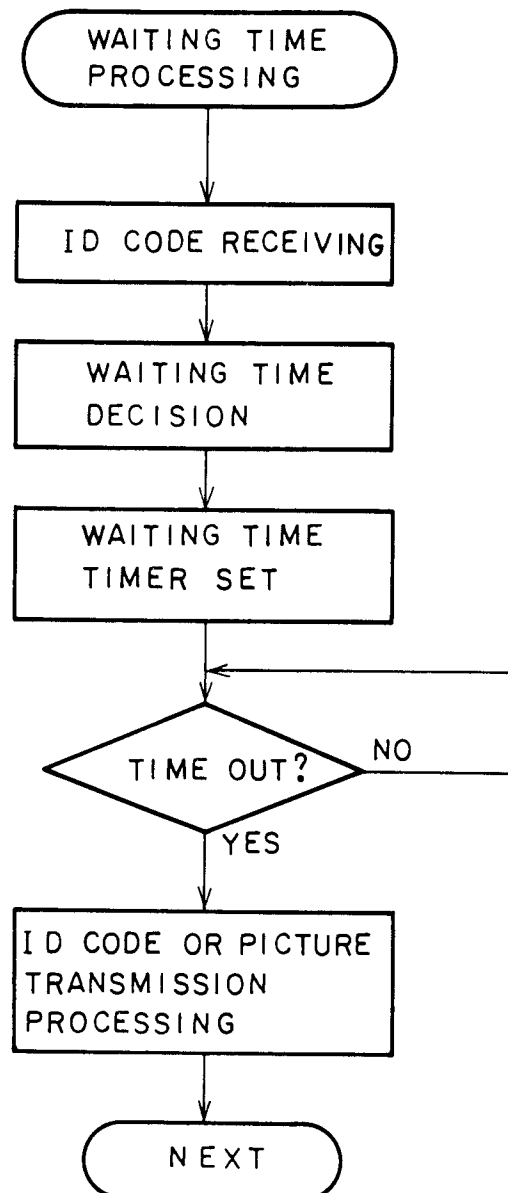 WAITING TIME
PROCESSING
ID CODE RECEIVING
WAITING TIME
DECISION
WAITING TIME
TIMER SET
TIME OUT?
NO
YES
ID CODE OR PICTURE
TRANSMISSION
PROCESSING
NEXT